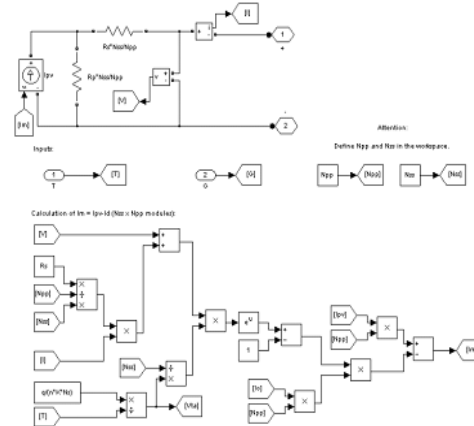 [I]
Rs*Nss/Npp
1
+
Ipv
Rp*Nss/Npp
[V]
[Im]
-
2
Attention:
Define Npp and Nss in the workspace.
Inputs:
1
T
[T]
2
G
[G]
Npp
[Npp]
Nss
[Nss]
Calculation of Im = Ipv-Id (Nss x Npp modules):
[V]
Rs
[Npp]
[Nss]
[I]
[Nss]
q/(n*k*Ns)
[T]
[Vta]
e^u
1
[Ipv]
[Npp]
[Io]
[Npp]
[Im]